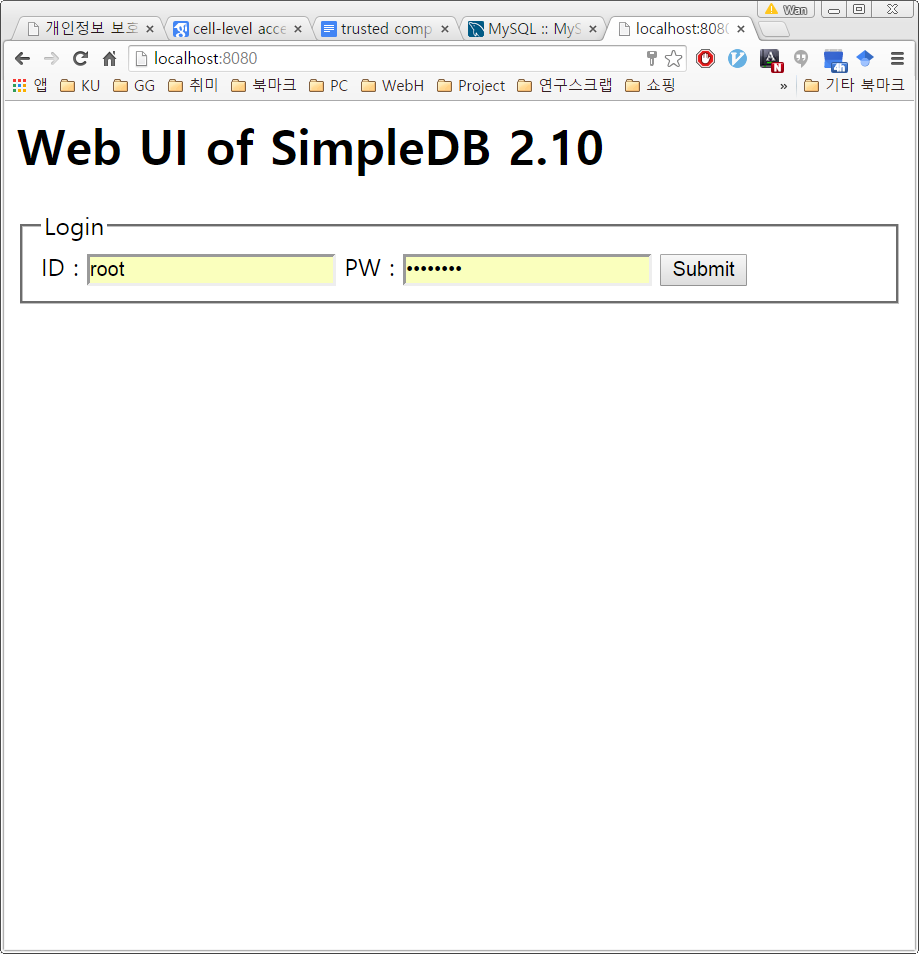 Wan
개인정보 보호
cell-level acce
trusted comp
MySQL :: MyS
localhost:8080
localhost:8080
앱 KU GG 취미 북마크 PC WebH Project 연구스크랩 쇼핑 » 기타 북마크
Web UI of SimpleDB 2.10
Login
ID : root PW : •••••••• Submit